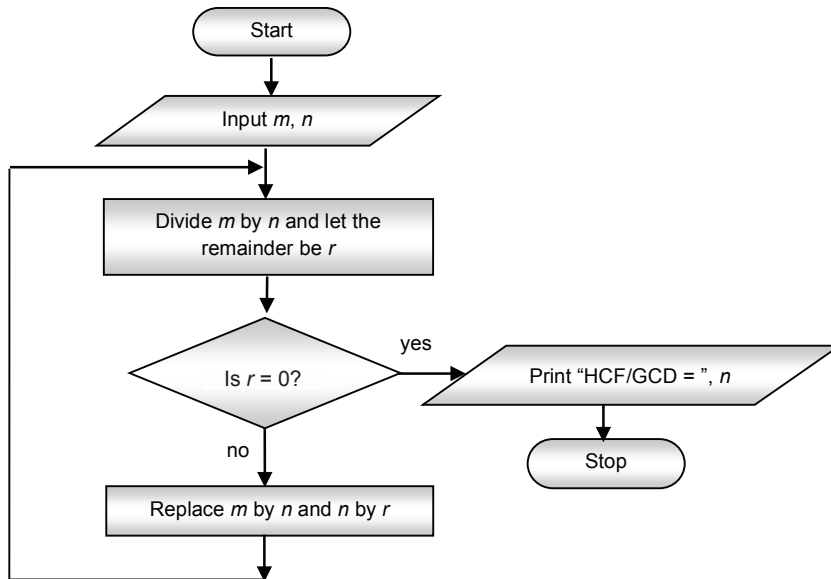 Start
Input m, n
Divide m by n and let the
remainder be r
Is r = 0?
yes
Print “HCF/GCD = ”, n
no
Stop
Replace m by n and n by r